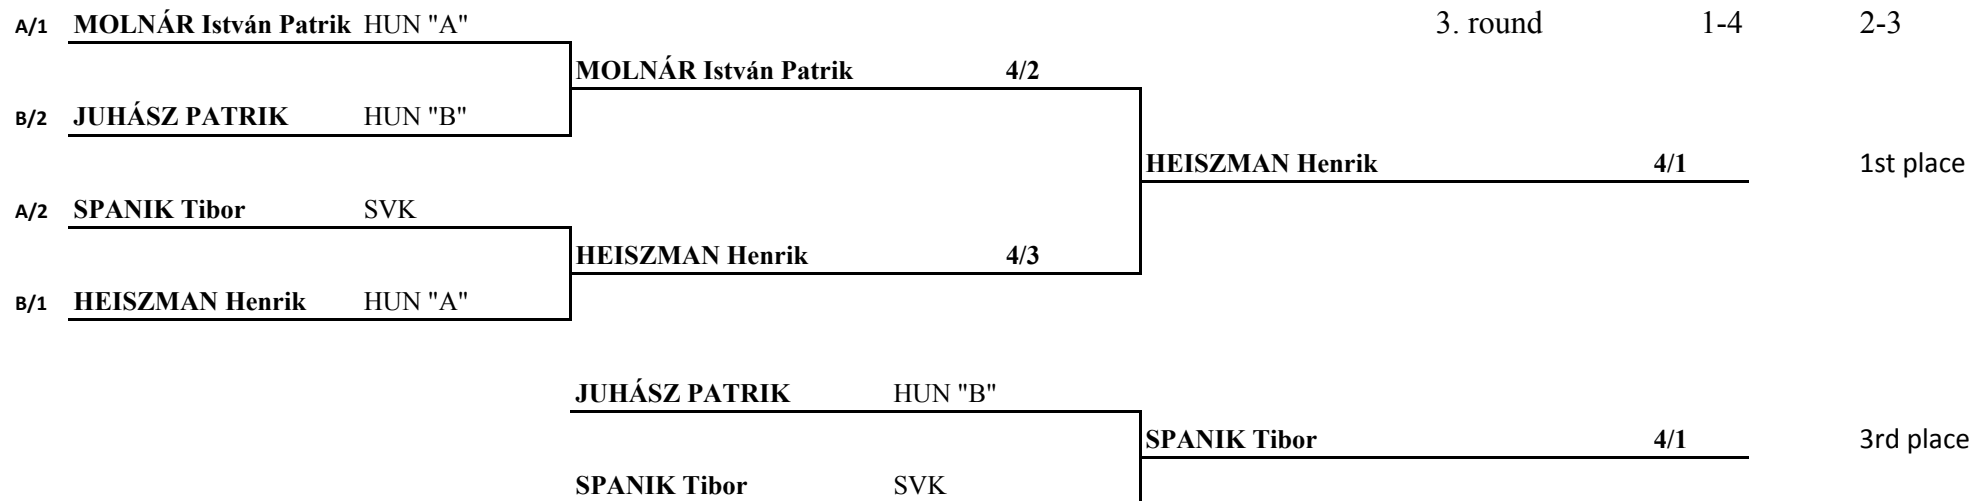 A/1 MOLNÁR István Patrik HUN "A" 3. round 1-4 2-3
MOLNÁR István Patrik 4/2
B/2 JUHÁSZ PATRIK HUN "B"
HEISZMAN Henrik 4/1 1st place
A/2 SPANIK Tibor SVK
HEISZMAN Henrik 4/3
B/1 HEISZMAN Henrik HUN "A"
JUHÁSZ PATRIK HUN "B"
SPANIK Tibor 4/1 3rd place
SPANIK Tibor SVK